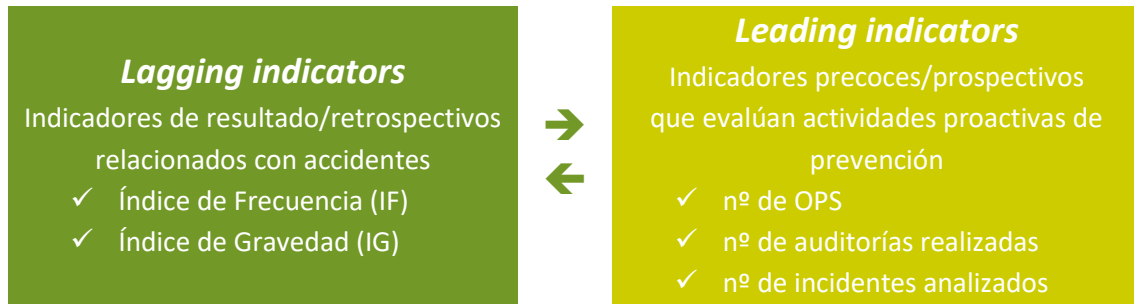 Lagging indicators
Indicadores de resultado/retrospectivos
relacionados con accidentes
✓ Índice de Frecuencia (IF)
✓ Índice de Gravedad (IG)
➔
🡰
Leading indicators
Indicadores precoces/prospectivos
que evalúan actividades proactivas de
prevención
✓ nº de OPS
✓ nº de auditorías realizadas
✓ nº de incidentes analizados